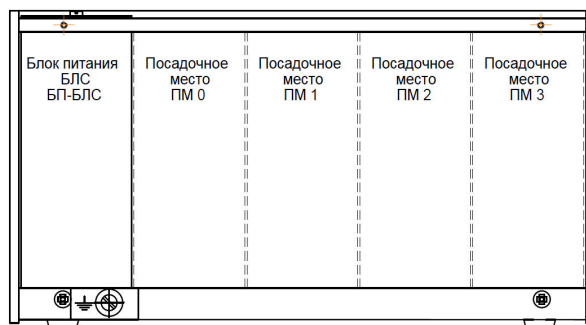 Блок питания
БЛС
БП-БЛС
Посадочное
место
ПМ 0
Посадочное
место
ПМ 1
Посадочное
место
ПМ 2
Посадочное
место
ПМ 3